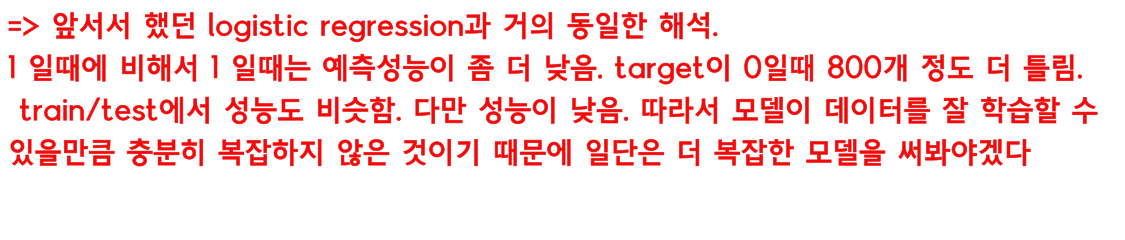 => 앞서서 했던 logistic regression과 거의 동일한 해석.
1 일때에 비해서 1 일때는 예측성능이 좀 더 낮음. target이 0일때 800개 정도 더 틀림.
train/test에서 성능도 비슷함. 다만 성능이 낮음. 따라서 모델이 데이터를 잘 학습할 수
있을만큼 충분히 복잡하지 않은 것이기 때문에 일단은 더 복잡한 모델을 써봐야겠다